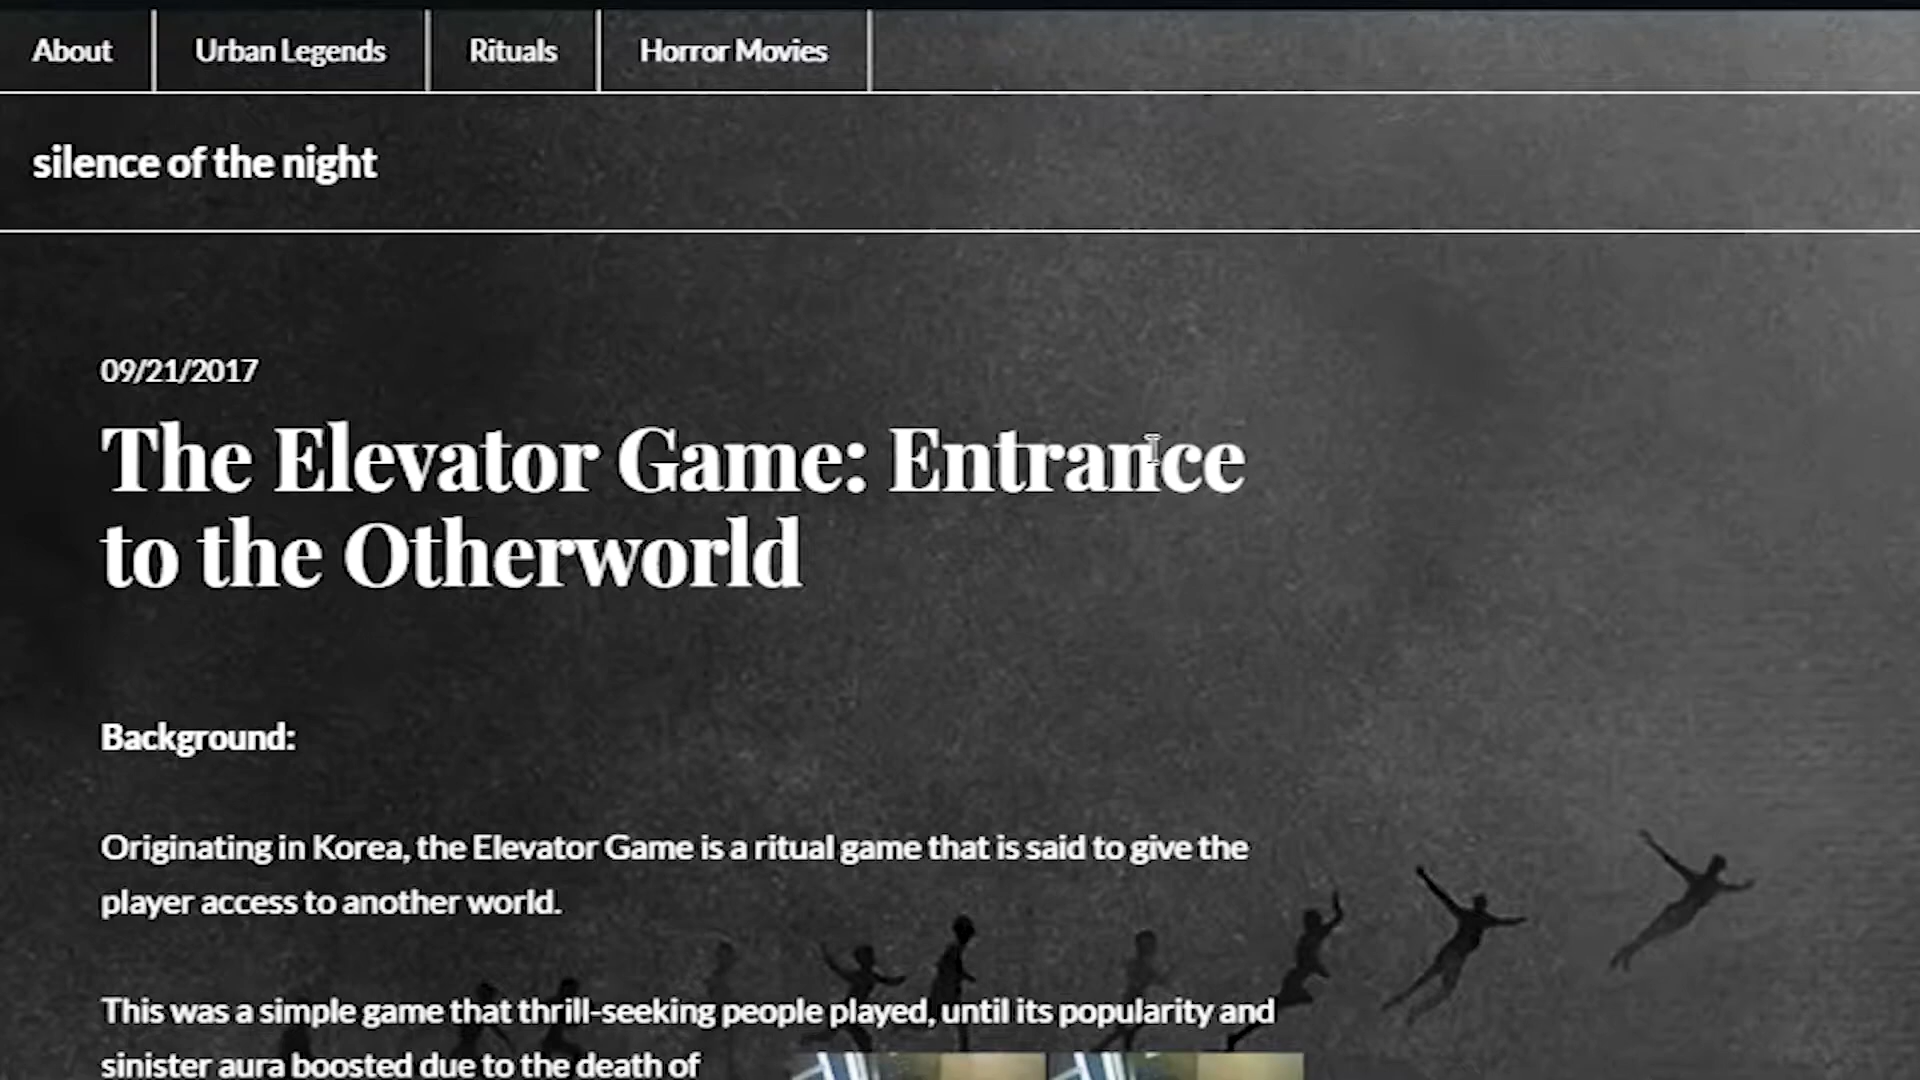 About
Urban Legends
Rituals
Horror Movies
silence of the night
09/21/2017
The Elevator Game: Entrance
to the Otherworld
Background:
Originating in Korea, the Elevator Game is a ritual game that is said to give the
player access to another world.
This was a simple game that thrill-seeking people played, until its popularity and
sinister aura boosted due to the death of